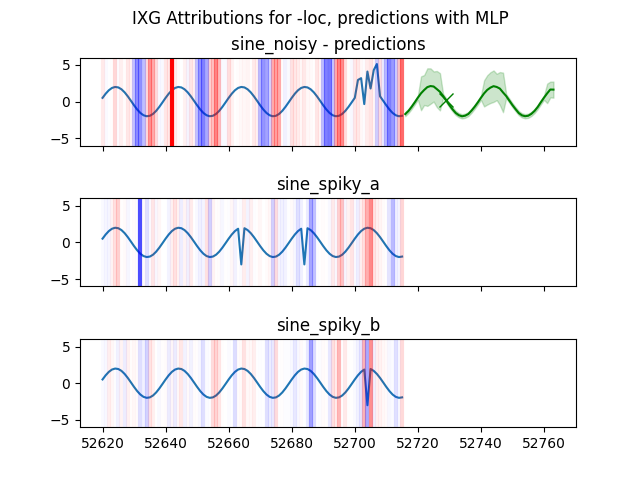 IXG Attributions for -loc, predictions with MLP
sine_noisy - predictions
5
0
−5
sine_spiky_a
5
0
−5
sine_spiky_b
5
0
−5
52620 52640 52660 52680 52700 52720 52740 52760